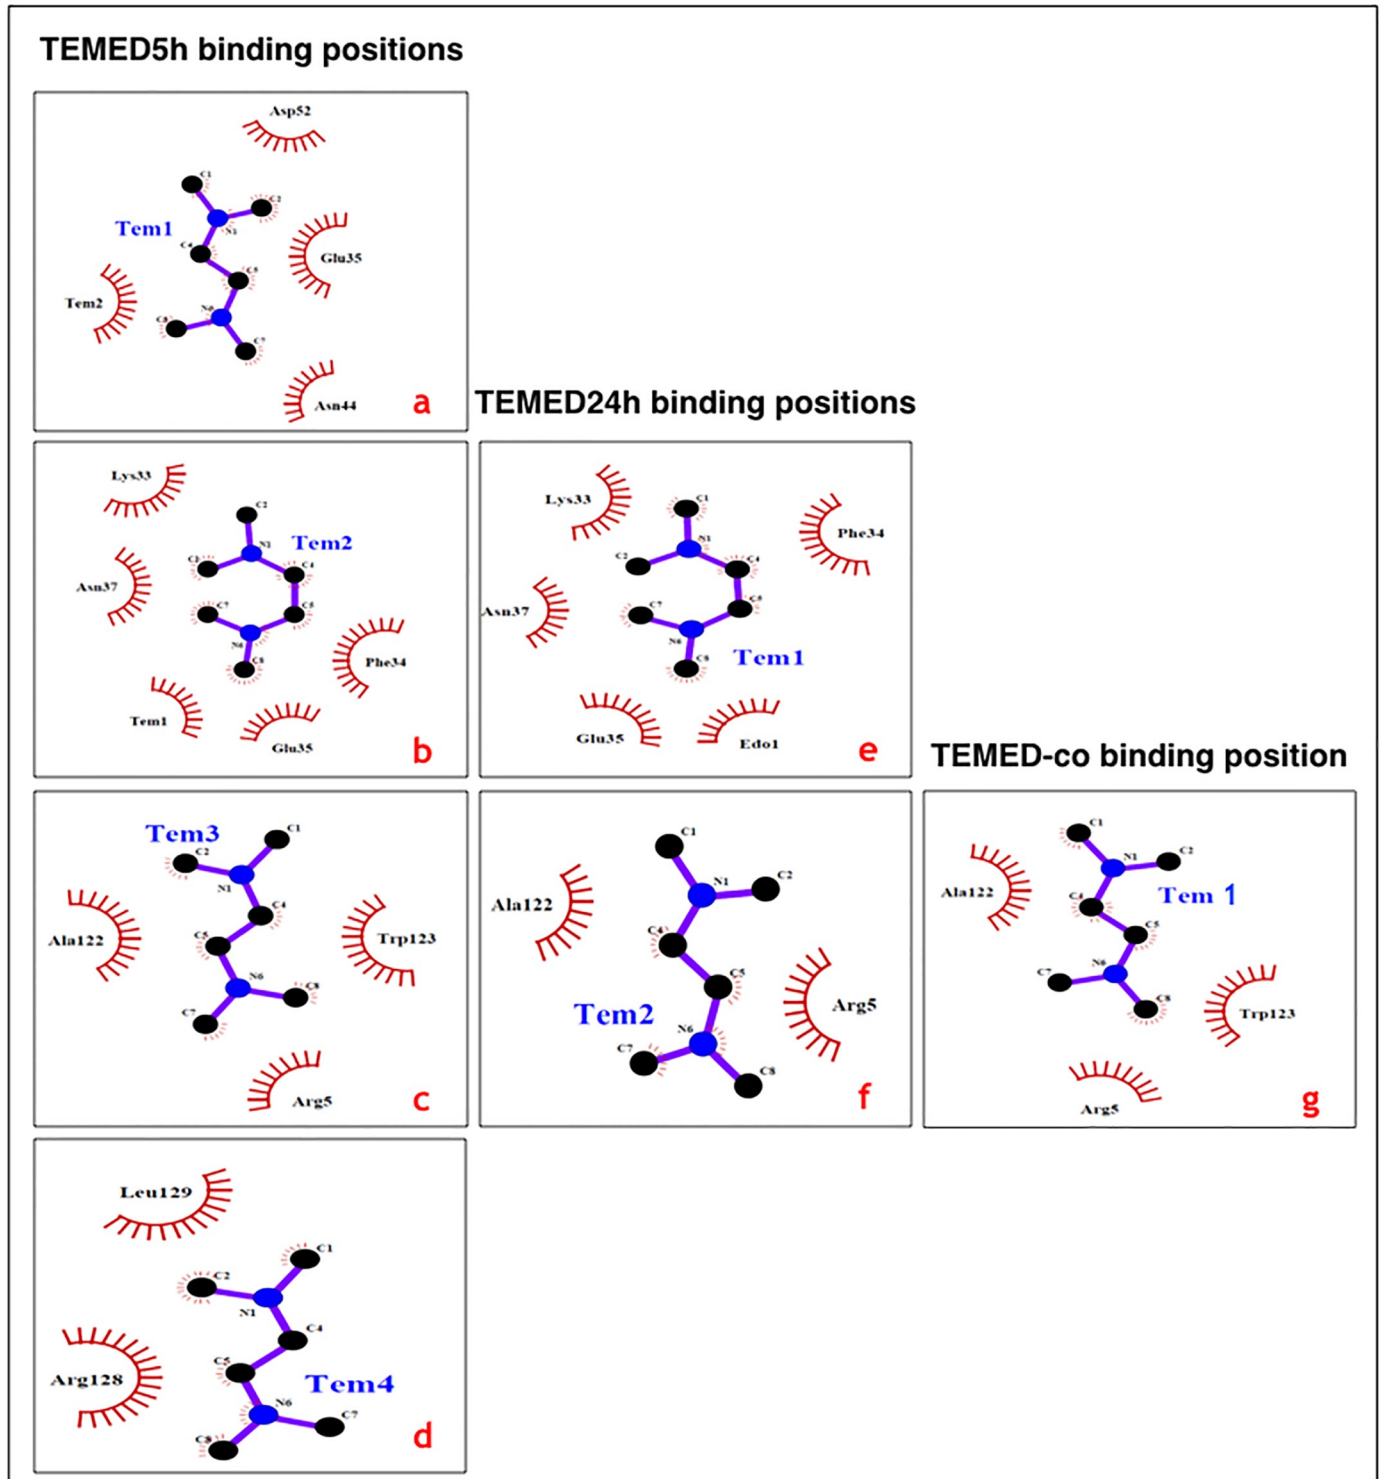 TEMED5h binding positions
Asp52
C1
C2
Tem1
N1
C4
Glu35
C5
Tem2
N6
C8
C7
Asn44
a
TEMED24h binding positions
Lys33
C2
N1
Tem2
C3
C4
Asn37
C7
C5
N6
Phe34
C8
Tem1
Glu35
b
Lys33
C1
Phe34
N1
C2
C4
Asn37
C7
C5
N6
Tem1
C8
Glu35
Edo1
e
TEMED-co binding position
Tem3
C1
C2
N1
C4
Ala122
C5
Trp123
N6
C8
C7
Arg5
c
C1
N1
C2
Ala122
C4
C5
Arg5
Tem2
N6
C7
C8
f
C1
N1
C2
Ala122
Tem 1
C4
C5
N6
C7
C8
Trp123
Arg5
g
Leu129
C1
C2
N1
C4
C5
Arg128
Tem4
N6
C7
C8
d